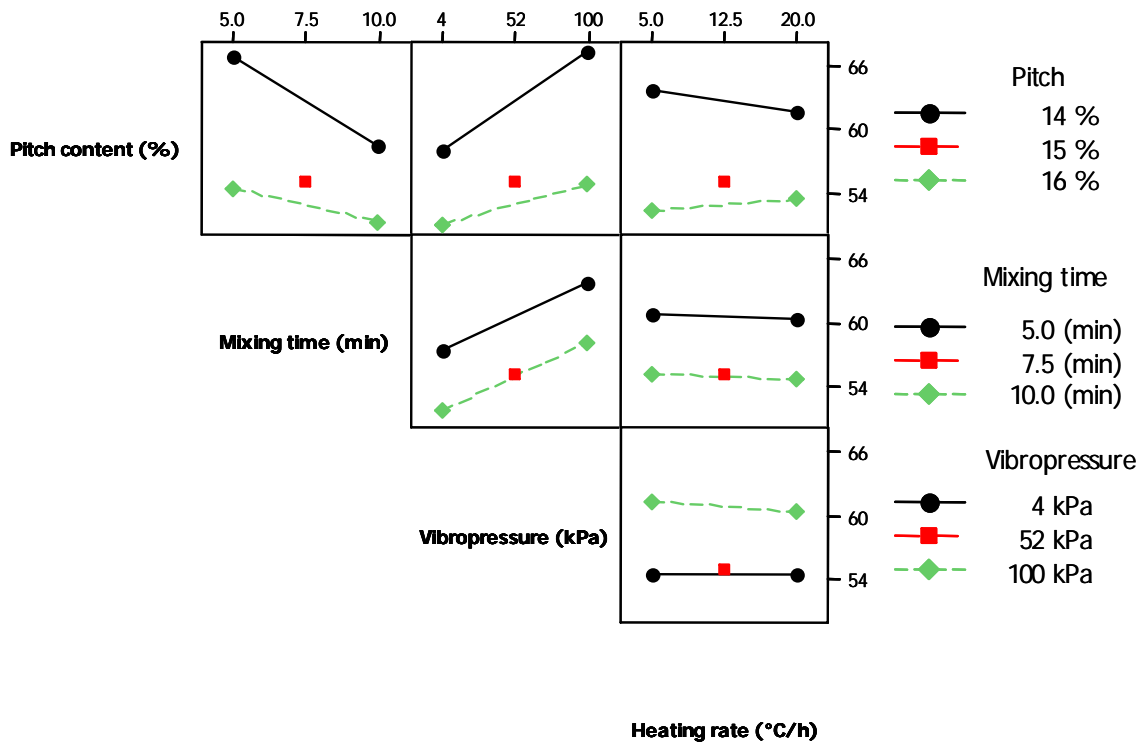 5.0 7.5 10.0 4 52 100 5.0 12.5 20.0
66
60
54
Pitch content (%)
Pitch
14 %
15 %
16 %
66
60
54
Mixing time (min)
Mixing time
5.0 (min)
7.5 (min)
10.0 (min)
66
60
54
Vibropressure (kPa)
Vibropressure
4 kPa
52 kPa
100 kPa
Heating rate (°C/h)